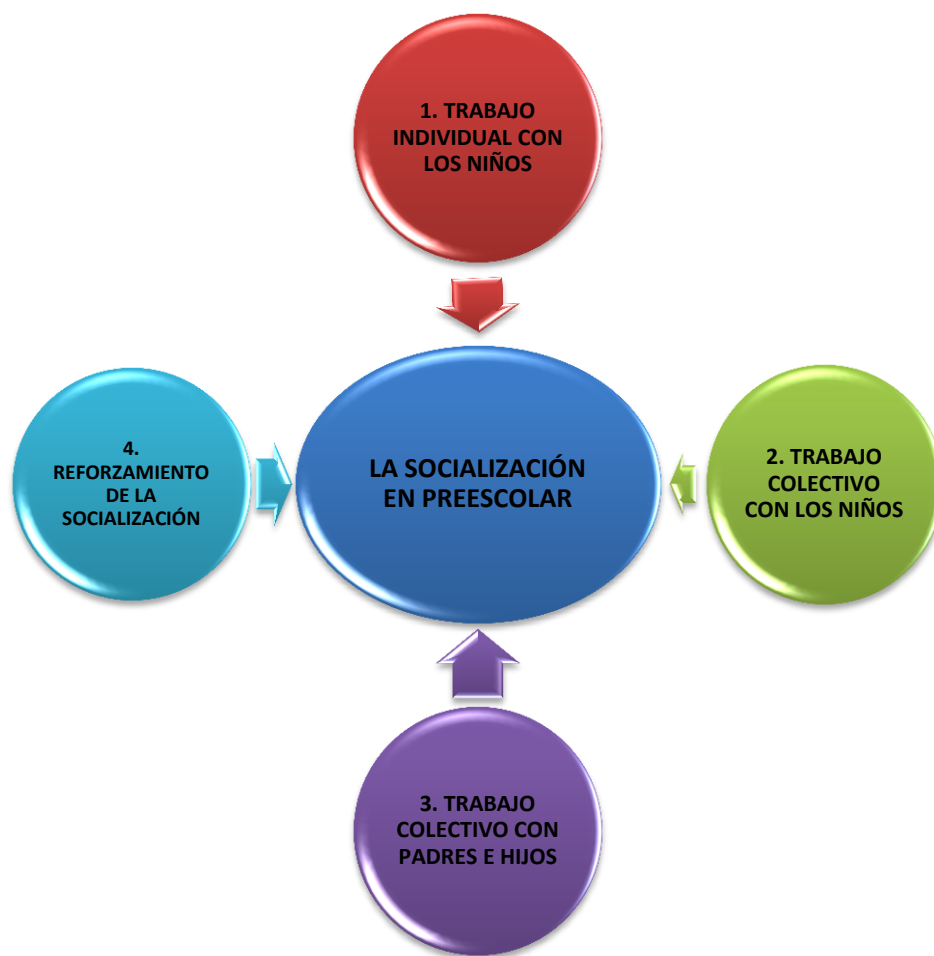 1. TRABAJO
INDIVIDUAL CON
LOS NIÑOS
LA SOCIALIZACIÓN
EN PREESCOLAR
4.
REFORZAMIENTO
DE LA
SOCIALIZACIÓN
2. TRABAJO
COLECTIVO
CON LOS NIÑOS
3. TRABAJO
COLECTIVO CON
PADRES E HIJOS